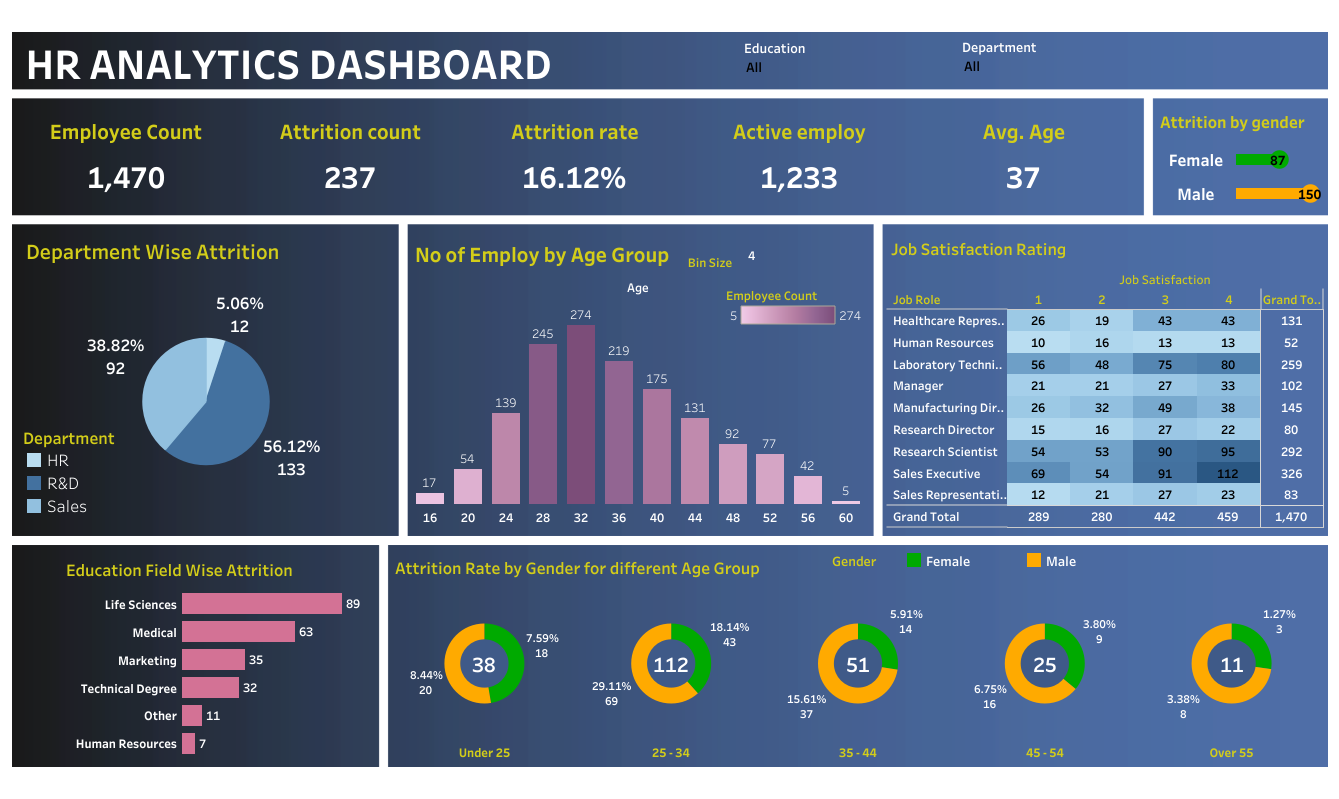 HR ANALYTICS DASHBOARD
Education
All
Department
All
Employee Count
1,470
Attrition count
237
Attrition rate
16.12%
Active employ
1,233
Avg. Age
37
Attrition by gender
Female 87
Male 150
Department Wise Attrition
5.06%
12
38.82%
92
56.12%
133
Department
HR
R&D
Sales
No of Employ by Age Group
Bin Size 4
Age
Employee Count
5 274
17 54 139 245 274 219 175 131 92 77 42 5
16 20 24 28 32 36 40 44 48 52 56 60
Job Satisfaction Rating
Job Satisfaction
Job Role 1 2 3 4 Grand To..
Healthcare Repres.. 26 19 43 43 131
Human Resources 10 16 13 13 52
Laboratory Techni.. 56 48 75 80 259
Manager 21 21 27 33 102
Manufacturing Dir.. 26 32 49 38 145
Research Director 15 16 27 22 80
Research Scientist 54 53 90 95 292
Sales Executive 69 54 91 112 326
Sales Representati.. 12 21 27 23 83
Grand Total 289 280 442 459 1,470
Education Field Wise Attrition
Life Sciences 89
Medical 63
Marketing 35
Technical Degree 32
Other 11
Human Resources 7
Attrition Rate by Gender for different Age Group
Gender Female Male
7.59%
18
38
8.44%
20
Under 25
18.14%
43
112
29.11%
69
25 - 34
5.91%
14
51
15.61%
37
35 - 44
3.80%
9
25
6.75%
16
45 - 54
1.27%
3
11
3.38%
8
Over 55